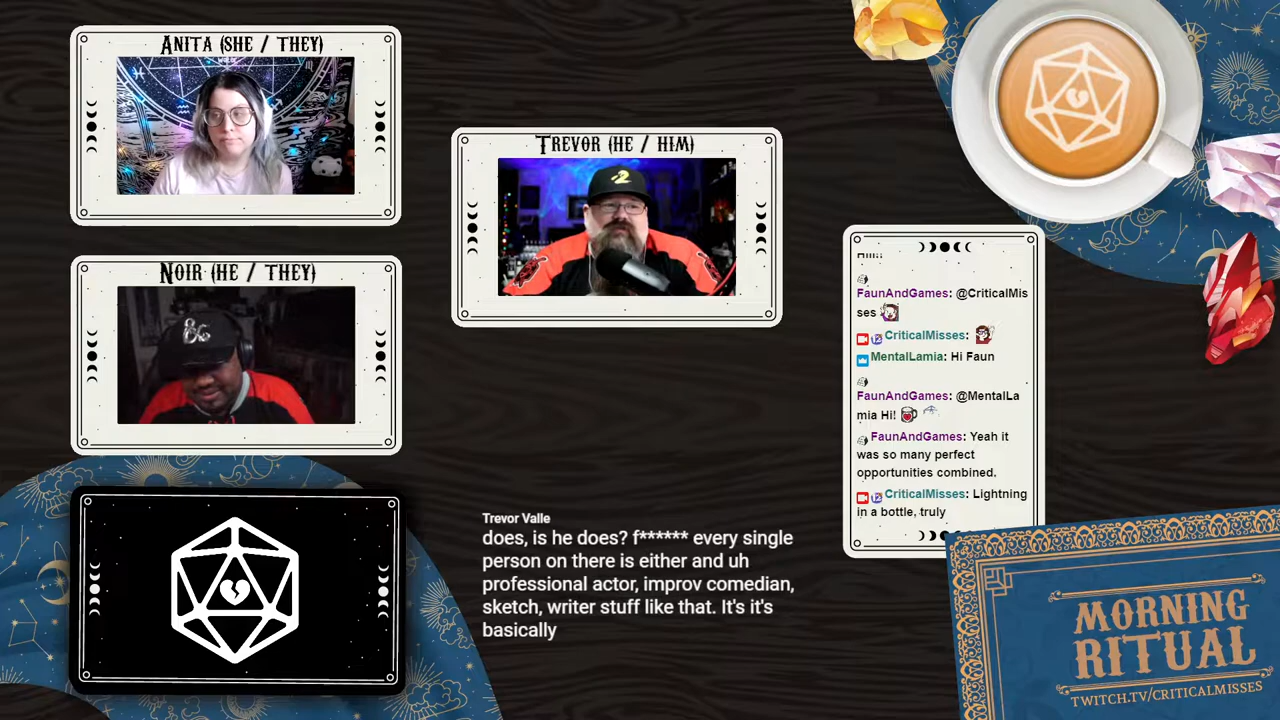 ANITA (SHE / THEY)
TREVOR (HE / HIM)
2
NOIR (HE / THEY)
FaunAndGames: @CriticalMis
ses
CriticalMisses:
MentalLamia: Hi Faun
FaunAndGames: @MentalLa
mia Hi!
FaunAndGames: Yeah it
was so many perfect
opportunities combined.
CriticalMisses: Lightning
in a bottle, truly
Trevor Valle
does, is he does? f****** every single
person on there is either and uh
professional actor, improv comedian,
sketch, writer stuff like that. It's it's
basically
MORNING
RITUAL
TWITCH.TV/CRITICALMISSES